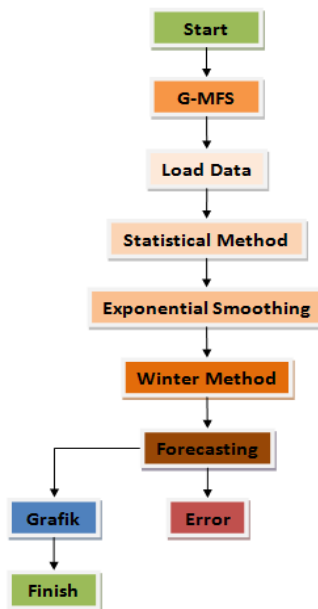 Start
G-MFS
Load Data
Statistical Method
Exponential Smoothing
Winter Method
Forecasting
Grafik
Error
Finish